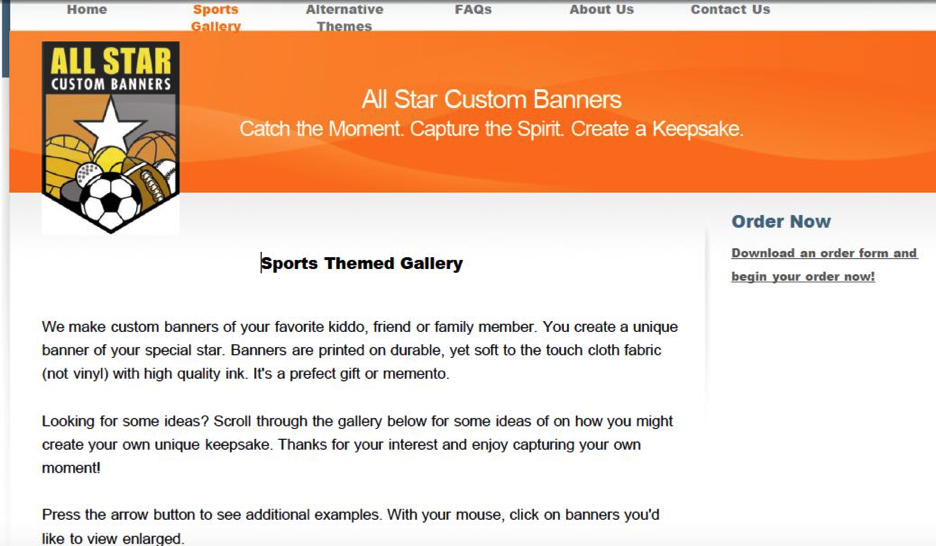 Home
Sports
Gallery
Alternative
Themes
FAQs
About Us
Contact Us
ALL STAR
CUSTOM BANNERS
All Star Custom Banners
Catch the Moment. Capture the Spirit. Create a Keepsake.
Sports Themed Gallery
We make custom banners of your favorite kiddo, friend or family member. You create a unique
banner of your special star. Banners are printed on durable, yet soft to the touch cloth fabric
(not vinyl) with high quality ink. It's a prefect gift or memento.
Looking for some ideas? Scroll through the gallery below for some ideas of on how you might
create your own unique keepsake. Thanks for your interest and enjoy capturing your own
moment!
Press the arrow button to see additional examples. With your mouse, click on banners you'd
like to view enlarged.
Order Now
Download an order form and
begin your order now!